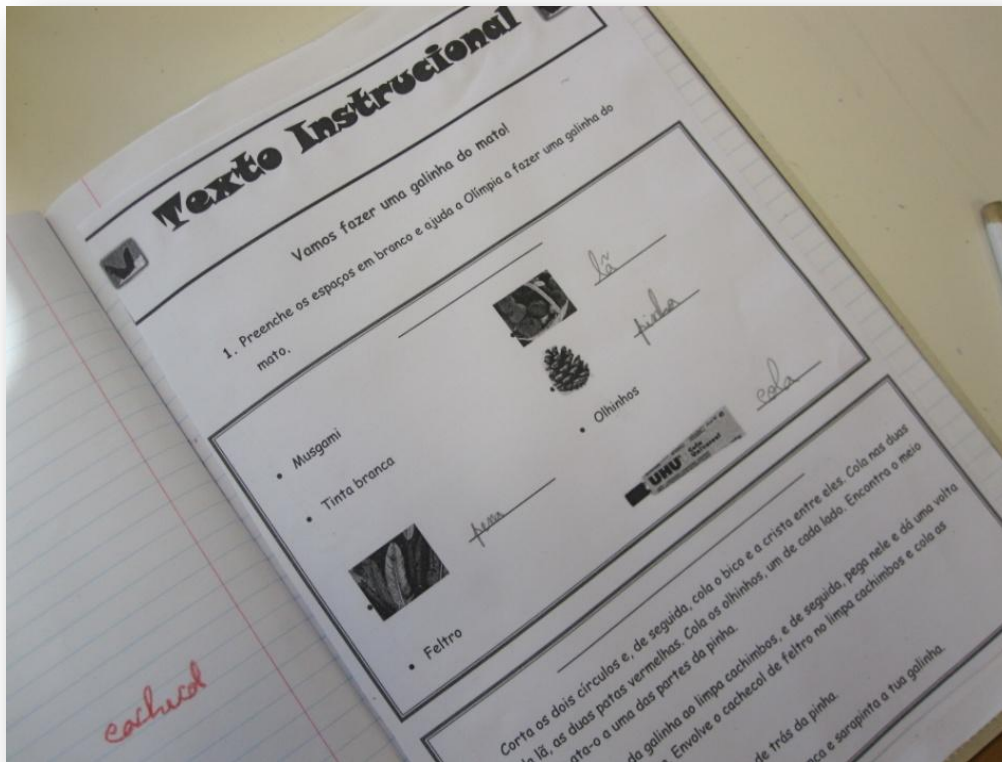 Texto Instrucional
Vamos fazer uma galinha do mato!
1. Preenche os espaços em branco e ajuda a Olímpia a fazer uma galinha do
mato.
• Musgami
• Tinta branca
pena
• Feltro
lã
pinha
• Olhinhos
UHU Cola Universal
cola
Corta os dois círculos e, de seguida, cola o bico e a crista entre eles. Cola nas duas
de lã, as duas patas vermelhas. Cola os olhinhos, um de cada lado. Encontra o meio
ata-o a uma das partes da pinha.
da galinha ao limpa cachimbos, e de seguida, pega nele e dá uma volta
Envolve o cachecol de feltro no limpa cachimbos e cola as
de trás da pinha.
e sarapinta a tua galinha.
cachecol